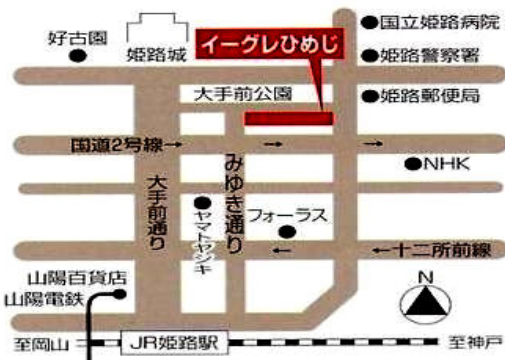 ●国立姫路病院
好古園
姫路城
イーグレひめじ
●姫路警察署
大手前公園
●姫路郵便局
国道2号線→
→
→
●NHK
大手前通り
みゆき通り
ヤマトヤシキ
フォーラス
←
←十二所前線
山陽百貨店
山陽電鉄
N
至岡山
JR姫路駅
至神戸